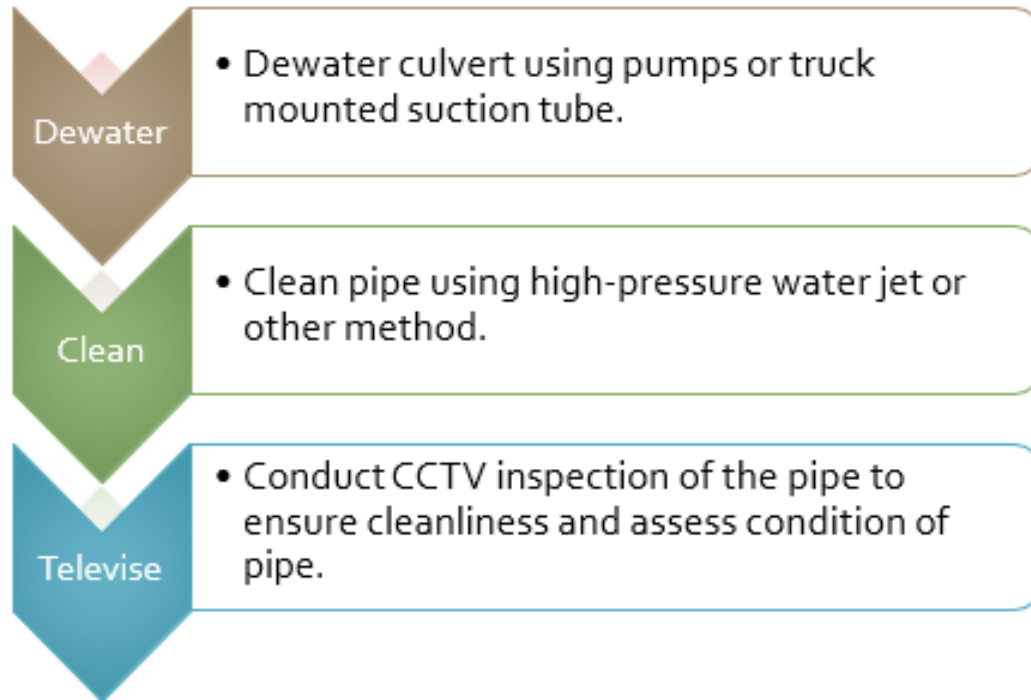 Dewater
• Dewater culvert using pumps or truck
mounted suction tube.
Clean
• Clean pipe using high-pressure water jet or
other method.
Televise
• Conduct CCTV inspection of the pipe to
ensure cleanliness and assess condition of
pipe.